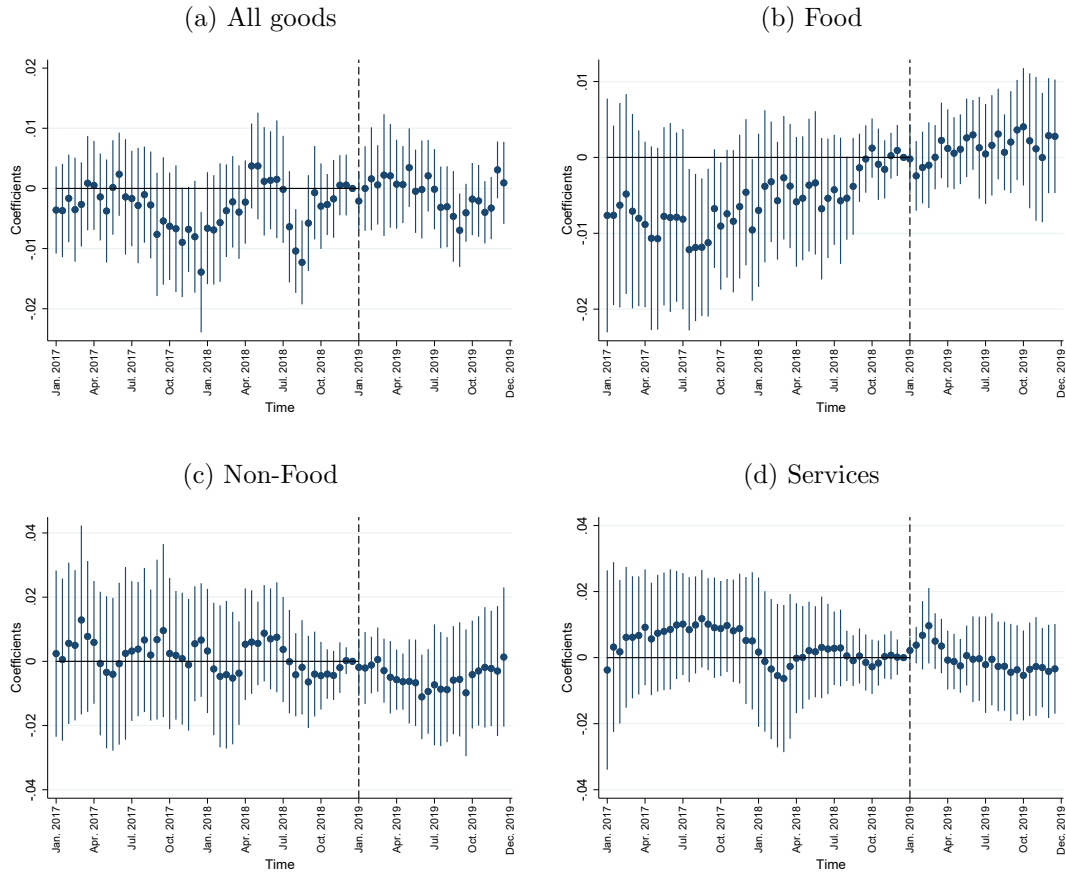 (a) All goods
.02
.01
0
-.01
-.02
Coefficients
Jan. 2017
Apr. 2017
Jul. 2017
Oct. 2017
Jan. 2018
Apr. 2018
Jul. 2018
Oct. 2018
Jan. 2019
Apr. 2019
Jul. 2019
Oct. 2019
Dec. 2019
Time
(b) Food
.01
0
-.01
-.02
Coefficients
Jan. 2017
Apr. 2017
Jul. 2017
Oct. 2017
Jan. 2018
Apr. 2018
Jul. 2018
Oct. 2018
Jan. 2019
Apr. 2019
Jul. 2019
Oct. 2019
Dec. 2019
Time
(c) Non-Food
.04
.02
0
-.02
-.04
Coefficients
Jan. 2017
Apr. 2017
Jul. 2017
Oct. 2017
Jan. 2018
Apr. 2018
Jul. 2018
Oct. 2018
Jan. 2019
Apr. 2019
Jul. 2019
Oct. 2019
Dec. 2019
Time
(d) Services
.04
.02
0
-.02
-.04
Coefficients
Jan. 2017
Apr. 2017
Jul. 2017
Oct. 2017
Jan. 2018
Apr. 2018
Jul. 2018
Oct. 2018
Jan. 2019
Apr. 2019
Jul. 2019
Oct. 2019
Dec. 2019
Time